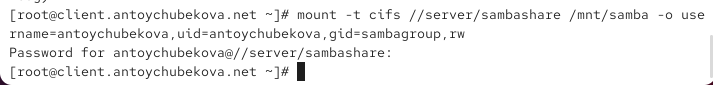 [root@client.antoychubekova.net ~]# mount -t cifs //server/sambashare /mnt/samba -o use
rname=antoychubekova,uid=antoychubekova,gid=sambagroup,rw
Password for antoychubekova@//server/sambashare:
[root@client.antoychubekova.net ~]#